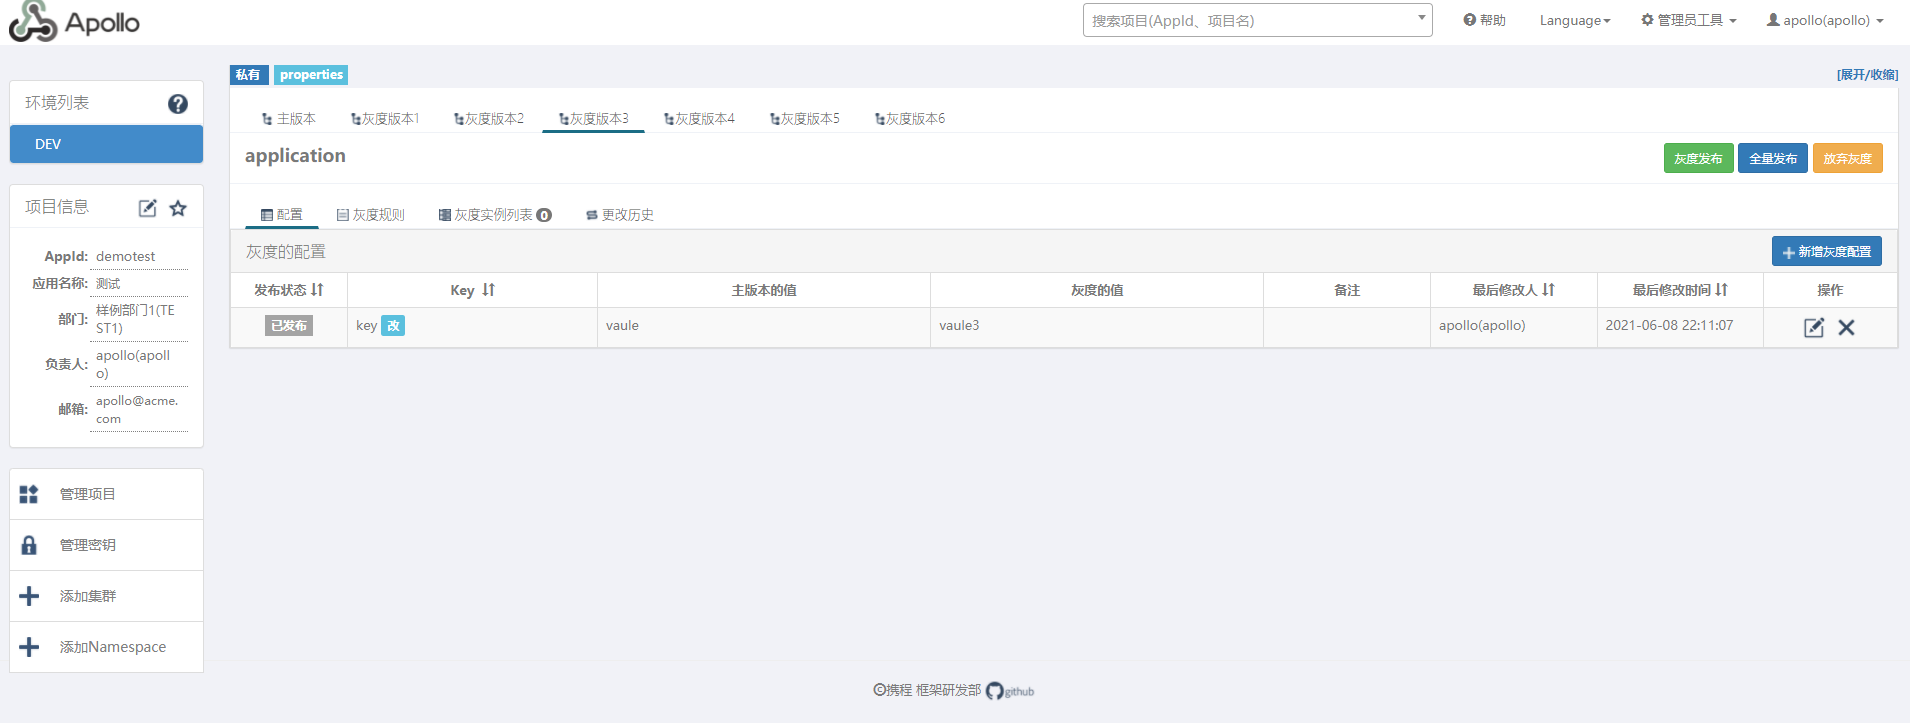 Apollo
搜索项目(AppId、项目名)
帮助
Language
管理员工具
apollo(apollo)
私有 properties
[展开/收缩]
环境列表
DEV
主版本 灰度版本1 灰度版本2 灰度版本3 灰度版本4 灰度版本5 灰度版本6
application
灰度发布 全量发布 放弃灰度
项目信息
AppId: demotest
应用名称: 测试
部门: 样例部门1(TE
ST1)
负责人: apollo(apoll
o)
邮箱: apollo@acme.
com
配置 灰度规则 灰度实例列表 0 更改历史
灰度的配置
新增灰度配置
发布状态 Key 主版本的值 灰度的值 备注 最后修改人 最后修改时间 操作
已发布 key 改 vaule vaule3 apollo(apollo) 2021-06-08 22:11:07
管理项目
管理密钥
添加集群
添加Namespace
©携程 框架研发部 github